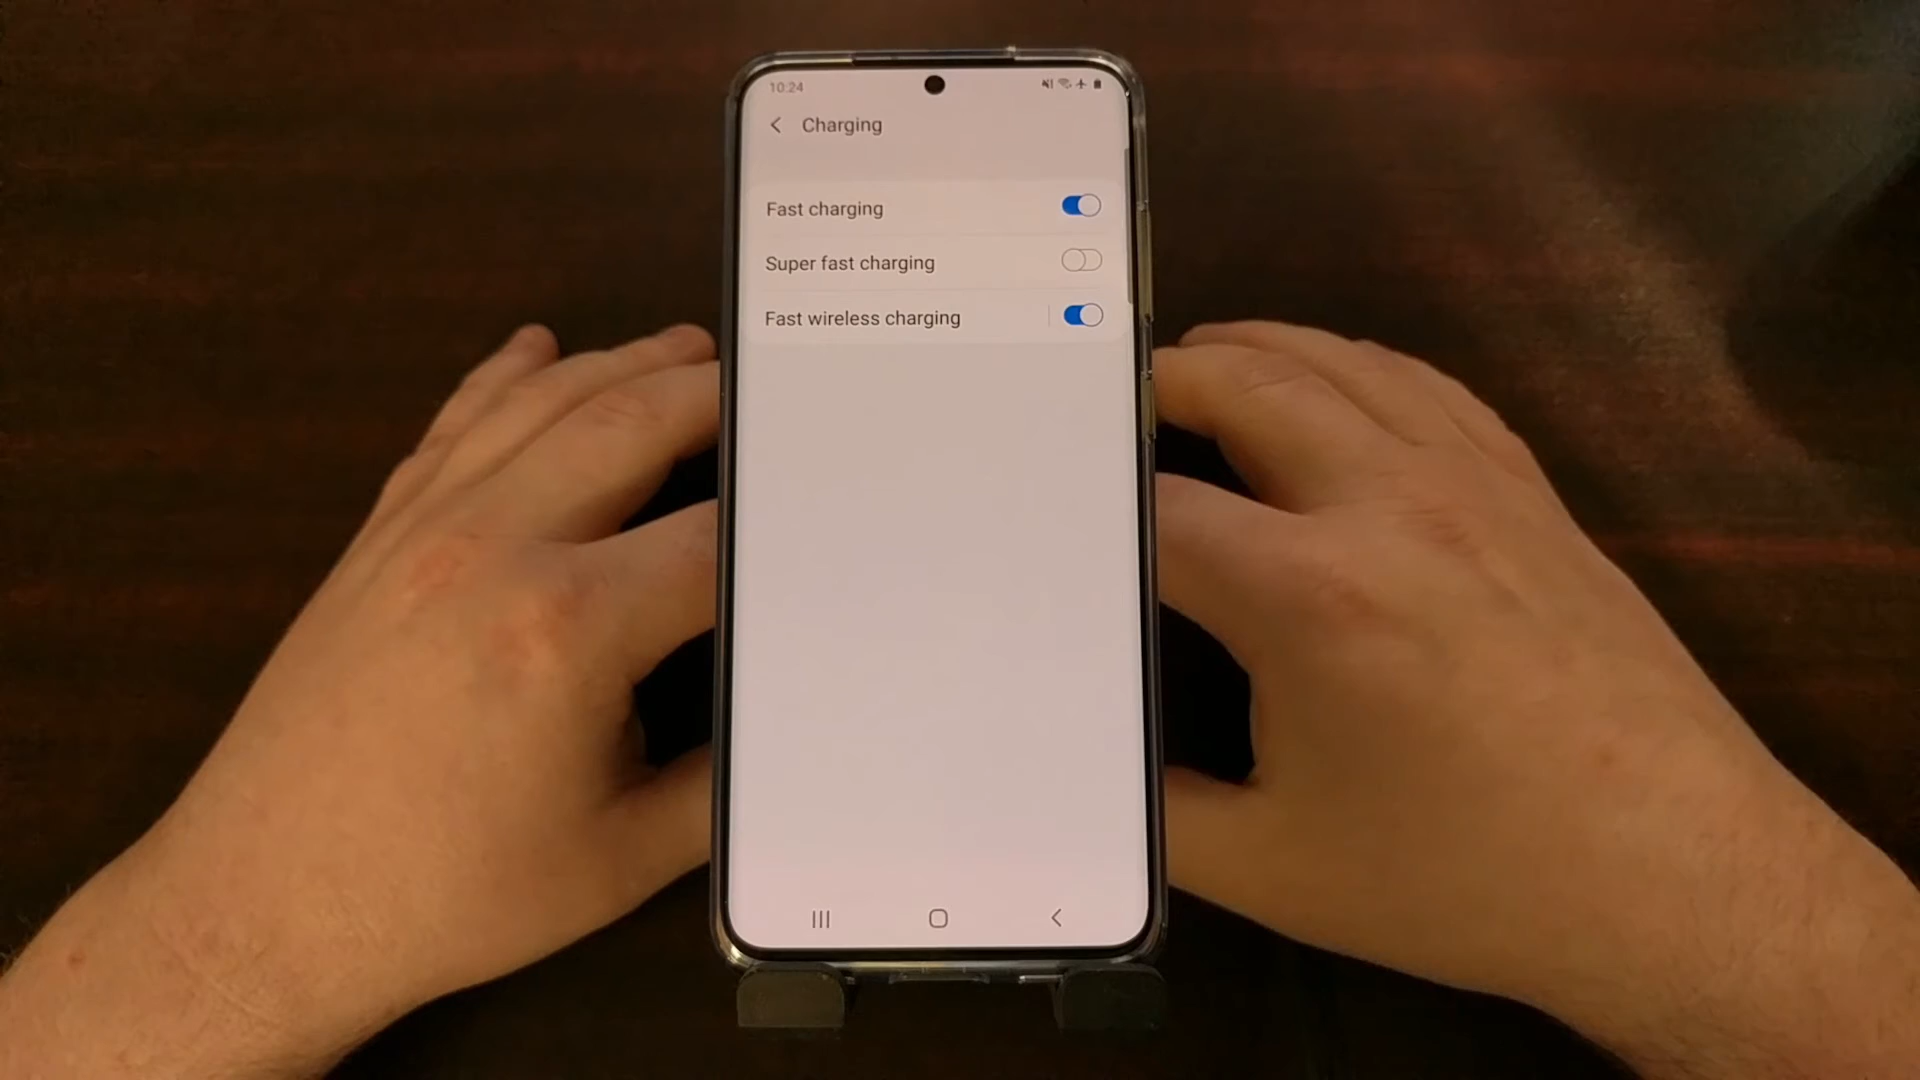 10:24
Charging
Fast charging
Super fast charging
Fast wireless charging